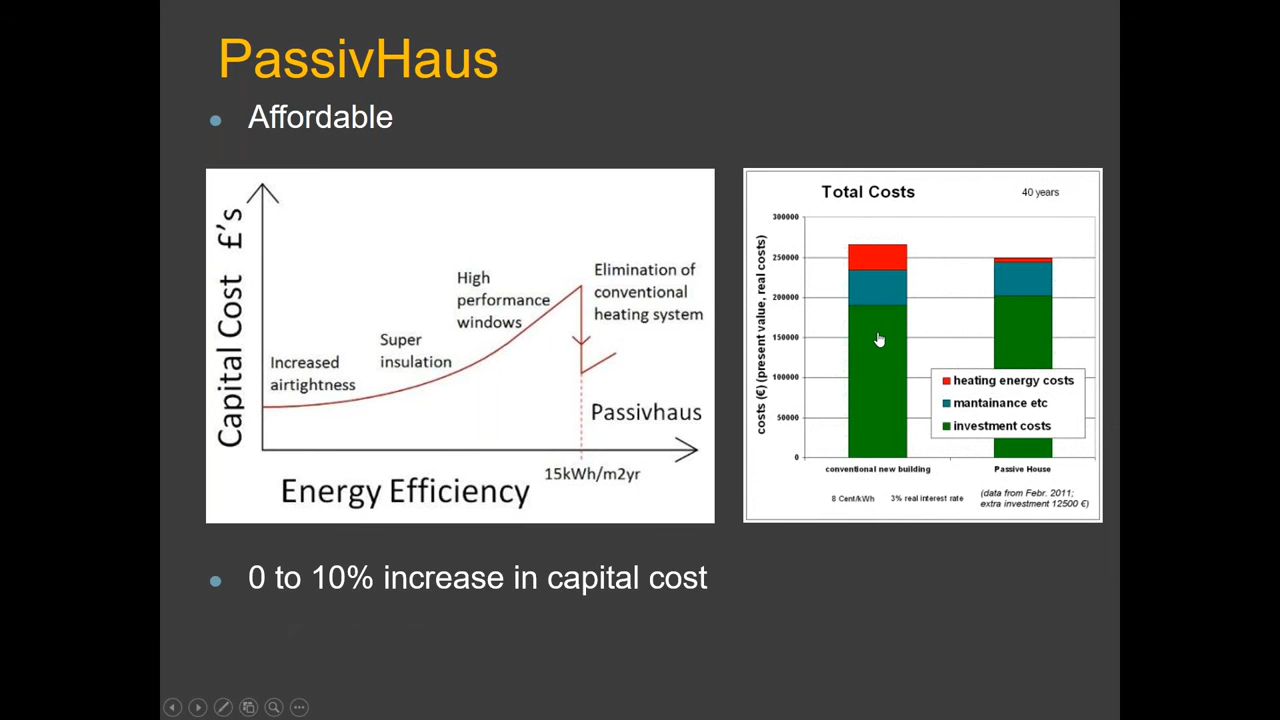 PassivHaus
Affordable
Capital Cost £'s
Increased
airtightness
Super
insulation
High
performance
windows
Elimination of
conventional
heating system
Passivhaus
15kWh/m2yr
Energy Efficiency
Total Costs
40 years
costs (€) (present value, real costs)
300000
250000
200000
150000
100000
50000
0
heating energy costs
mantainance etc
investment costs
conventional new building
Passive House
8 Cent/kWh
3% real interest rate
(data from Febr. 2011;
extra investment 12500 €)
0 to 10% increase in capital cost